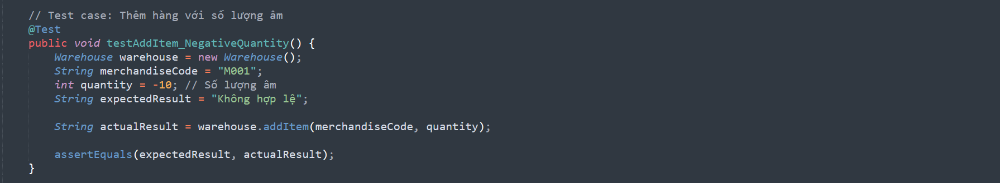 // Test case: Thêm hàng với số lượng âm
@Test
public void testAddItem_NegativeQuantity() {
    Warehouse warehouse = new Warehouse();
    String merchandiseCode = "M001";
    int quantity = -10; // Số lượng âm
    String expectedResult = "Không hợp lệ";

    String actualResult = warehouse.addItem(merchandiseCode, quantity);

    assertEquals(expectedResult, actualResult);
}